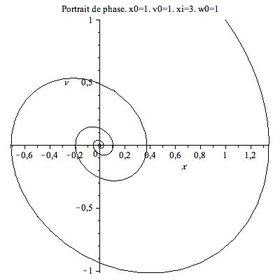 Portrait de phase. x0=1. v0=1. xi=3. w0=1
1
v 0,5
−0,6 −0,4 −0,2 0 0,2 0,4 0,6 0,8 1 1,2
x
−0,5
−1